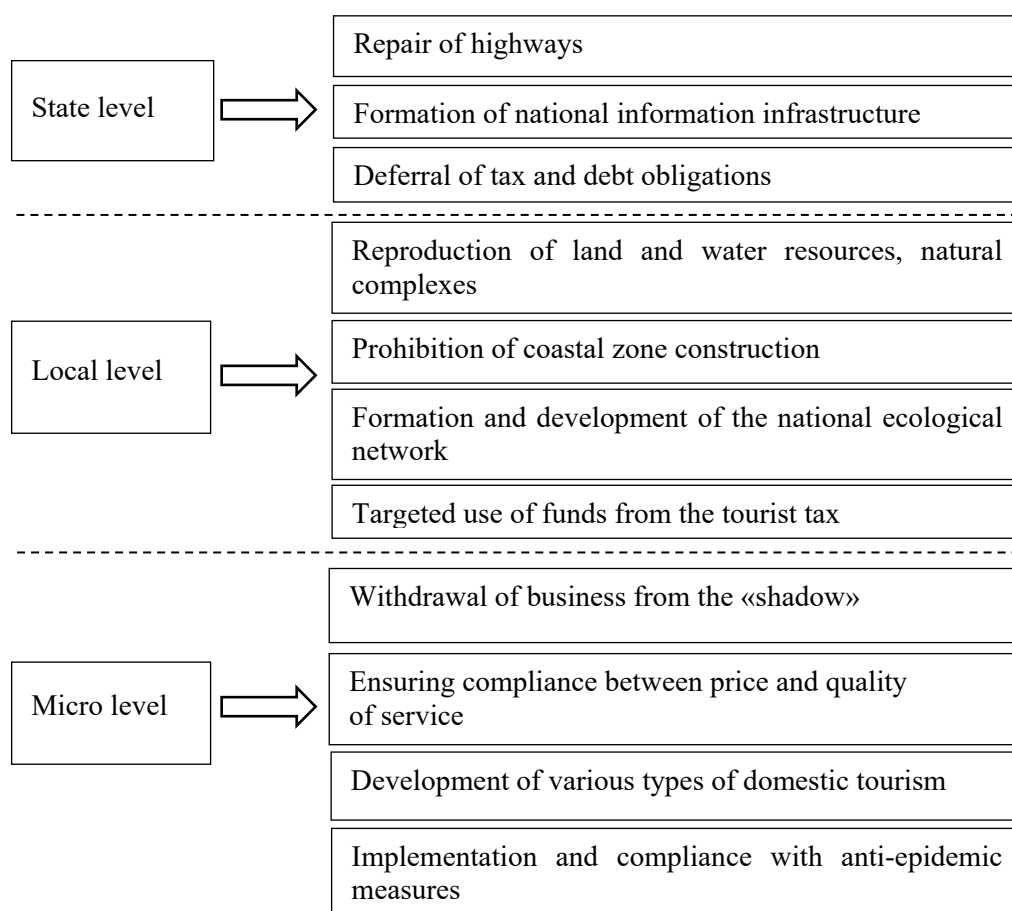 State level
Repair of highways
Formation of national information infrastructure
Deferral of tax and debt obligations
Local level
Reproduction of land and water resources, natural
complexes
Prohibition of coastal zone construction
Formation and development of the national ecological
network
Targeted use of funds from the tourist tax
Micro level
Withdrawal of business from the «shadow»
Ensuring compliance between price and quality
of service
Development of various types of domestic tourism
Implementation and compliance with anti-epidemic
measures